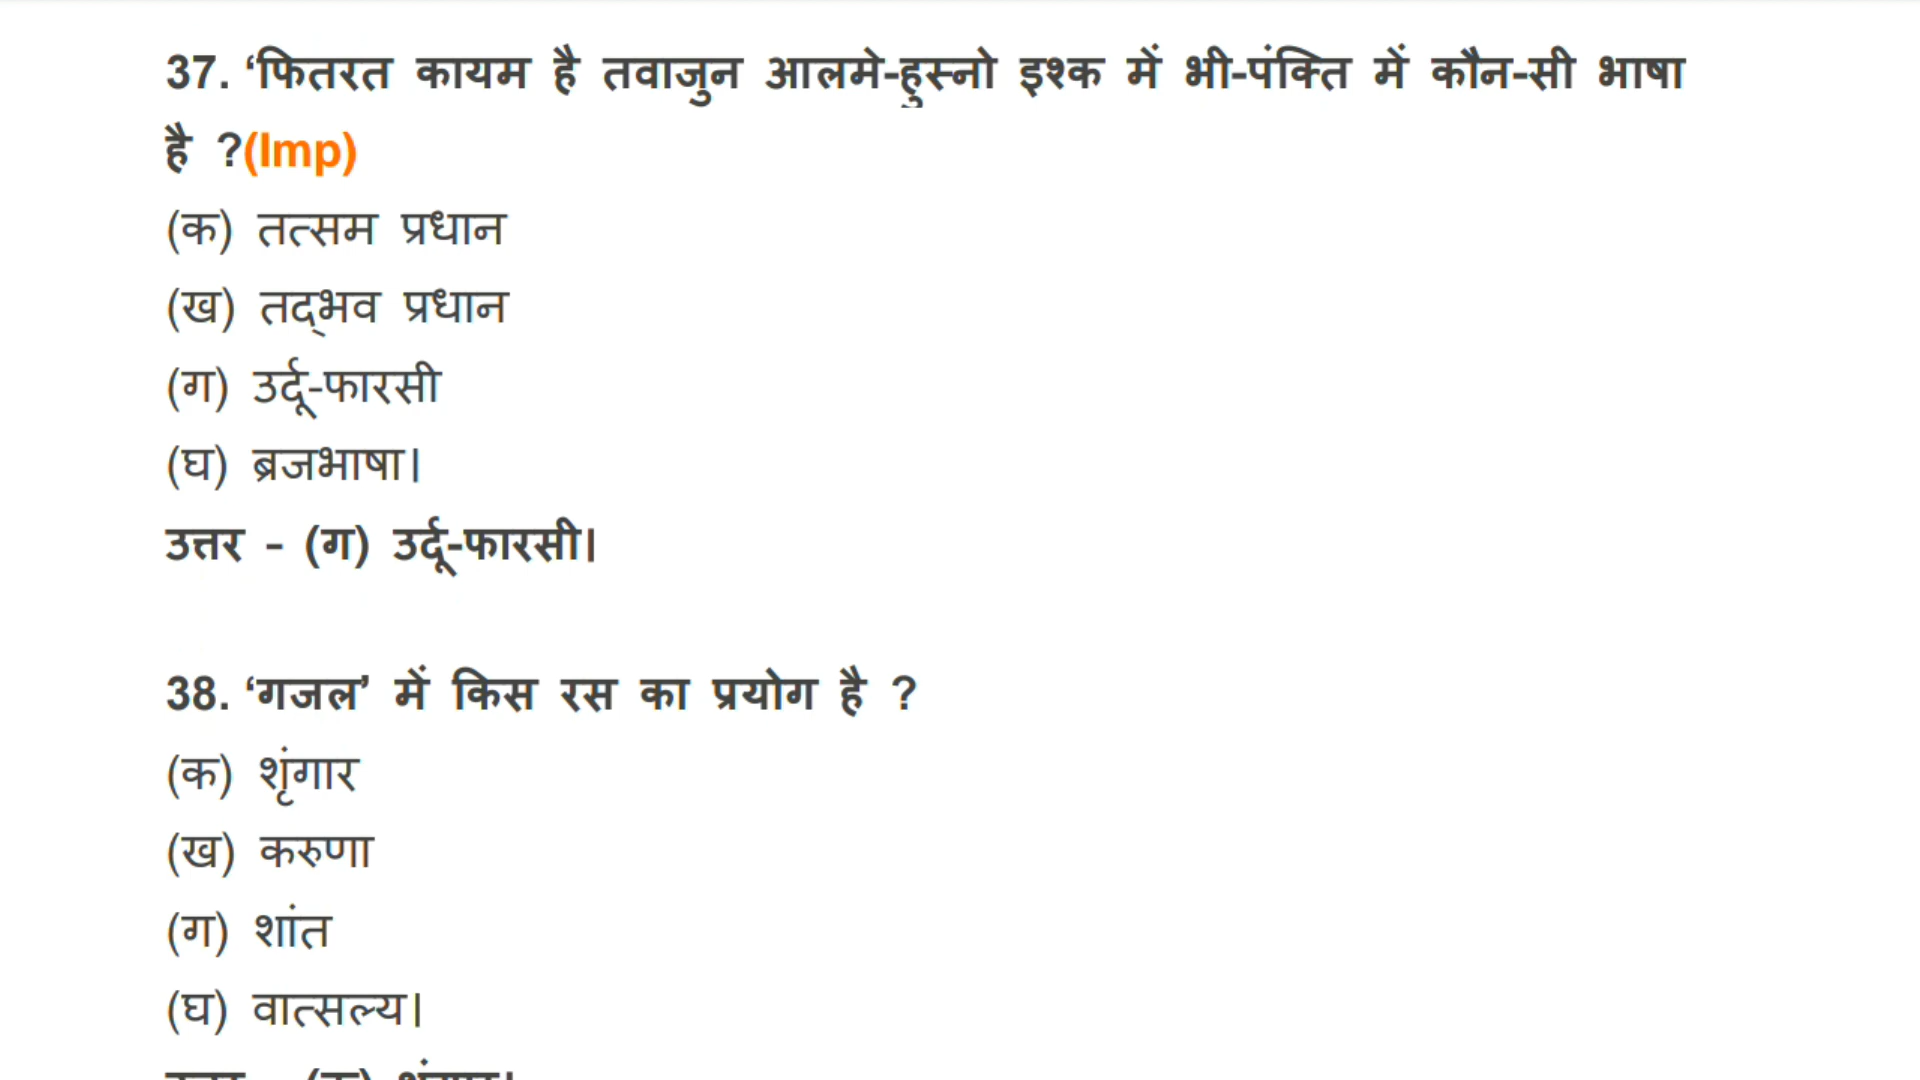 37. ‘फितरत कायम है तवाजुन आलमे-हुस्नो इश्क में भी-पंक्ति में कौन-सी भाषा
है ?(Imp)
(क) तत्सम प्रधान
(ख) तद्भव प्रधान
(ग) उर्दू-फारसी
(घ) ब्रजभाषा।
उत्तर - (ग) उर्दू-फारसी।
38. ‘गजल’ में किस रस का प्रयोग है ?
(क) शृंगार
(ख) करुणा
(ग) शांत
(घ) वात्सल्य।